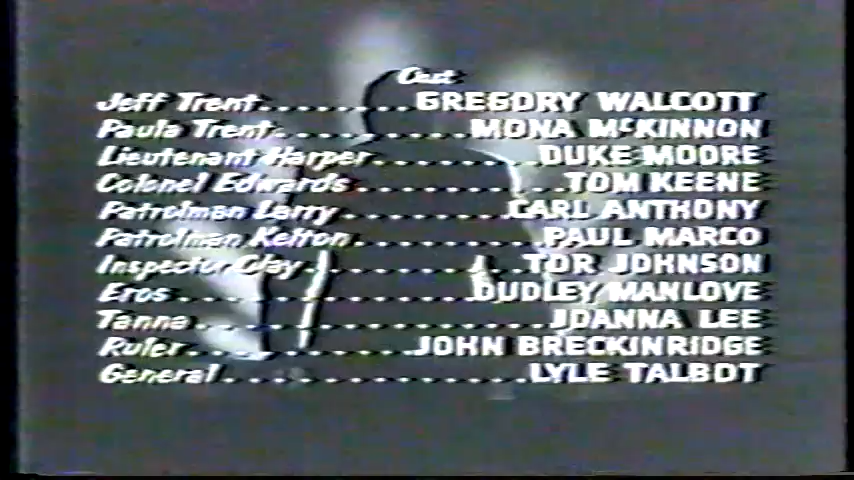 Cast
Jeff Trent........GREGORY WALCOTT
Paula Trent..........MONA McKINNON
Lieutenant Harper........DUKE MOORE
Colonel Edwards...........TOM KEENE
Patrolman Larry.........CARL ANTHONY
Patrolman Kelton..........PAUL MARCO
Inspector Clay...........TOR JOHNSON
Eros.................DUDLEY MANLOVE
Tanna..................JOANNA LEE
Ruler............JOHN BRECKINRIDGE
General................LYLE TALBOT